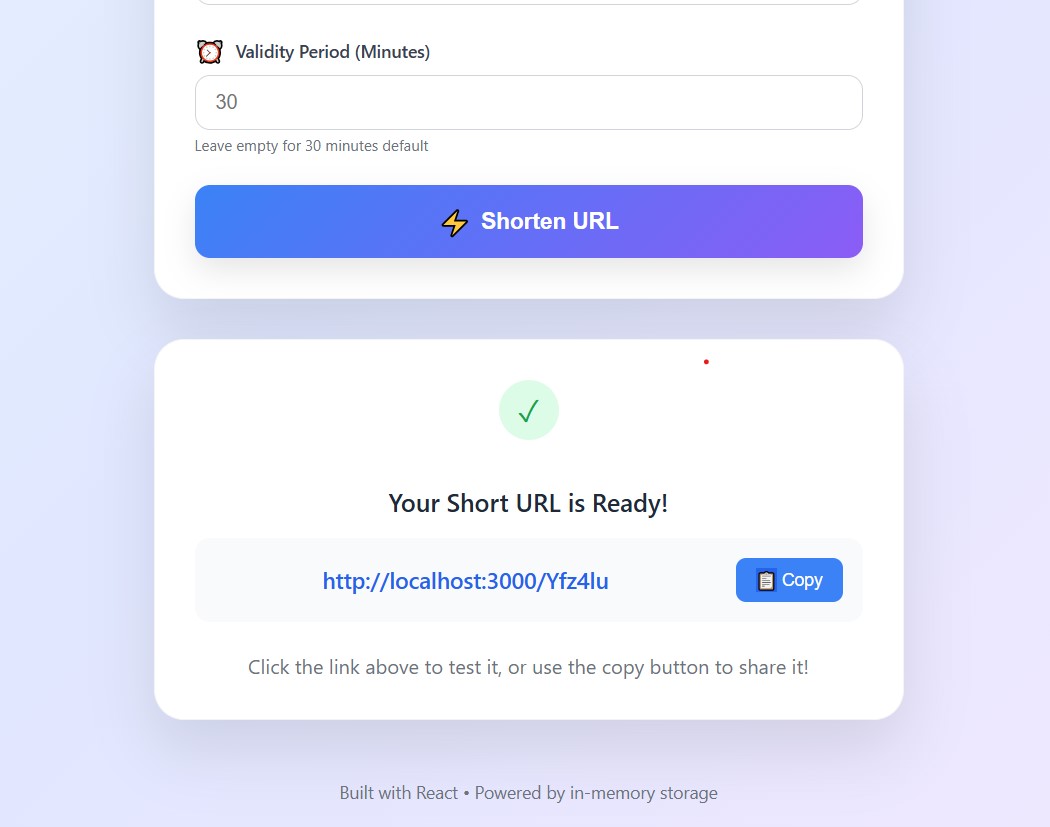 Validity Period (Minutes)
30
Leave empty for 30 minutes default
Shorten URL
Your Short URL is Ready!
http://localhost:3000/Yfz4lu
Copy
Click the link above to test it, or use the copy button to share it!
Built with React • Powered by in-memory storage